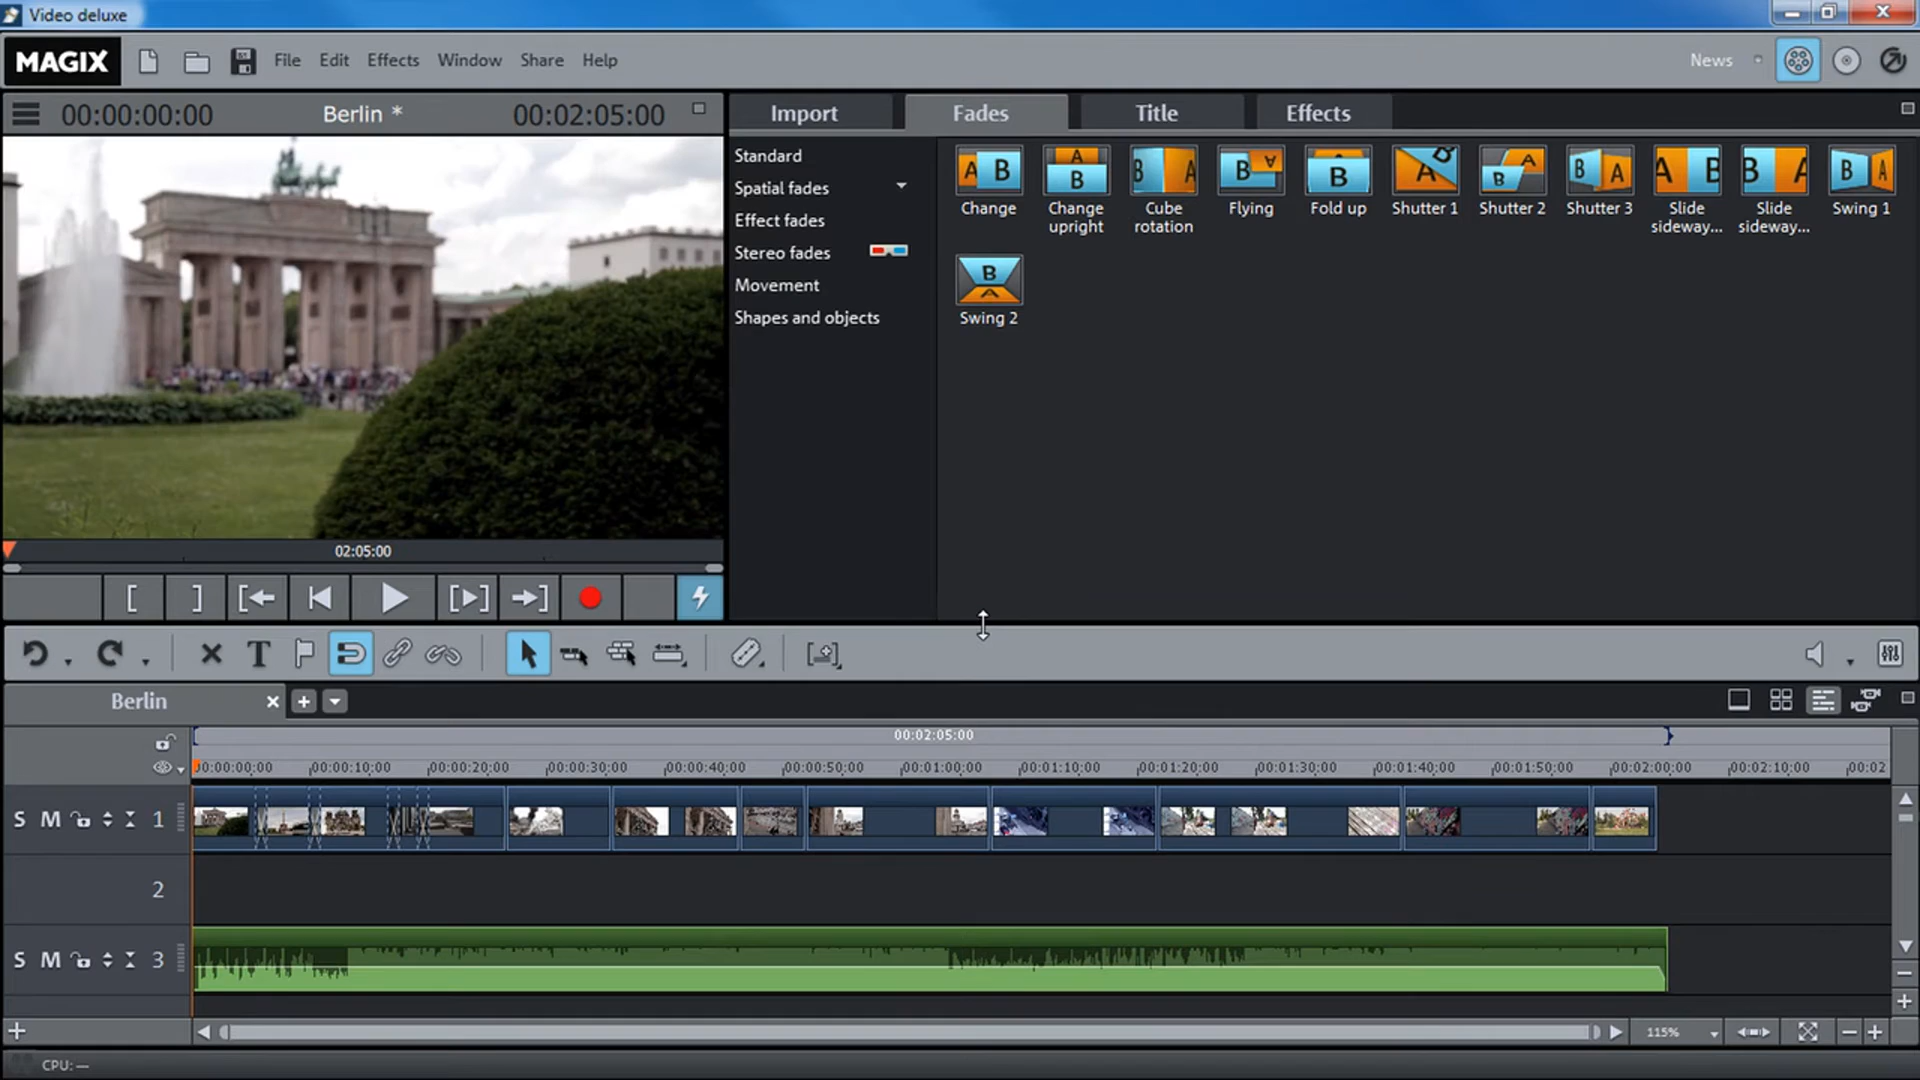 Video deluxe
MAGIX
File Edit Effects Window Share Help
News
00:00:00:00 Berlin * 00:02:05:00
Import Fades Title Effects
Standard
Spatial fades
Effect fades
Stereo fades
Movement
Shapes and objects
A B
Change
A
B
Change
upright
B A
Cube
rotation
B A
Flying
B
Fold up
A B
Shutter 1
B A
Shutter 2
B A
Shutter 3
A B
Slide
sideway...
B A
Slide
sideway...
B A
Swing 1
B
A
Swing 2
02:05:00
T
Berlin
00:02:05:00
00:00:00:00 00:00:10:00 00:00:20:00 00:00:30:00 00:00:40:00 00:00:50:00 00:01:00:00 00:01:10:00 00:01:20:00 00:01:30:00 00:01:40:00 00:01:50:00 00:02:00:00 00:02:10:00 00:02
S M 1
2
S M 3
115%
CPU: —